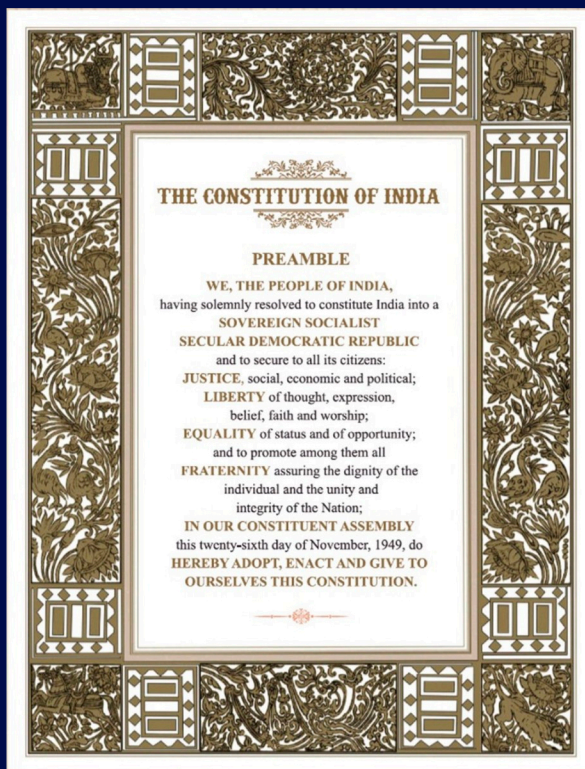 THE CONSTITUTION OF INDIA
PREAMBLE
WE, THE PEOPLE OF INDIA,
having solemnly resolved to constitute India into a
SOVEREIGN SOCIALIST
SECULAR DEMOCRATIC REPUBLIC
and to secure to all its citizens:
JUSTICE, social, economic and political;
LIBERTY of thought, expression,
belief, faith and worship;
EQUALITY of status and of opportunity;
and to promote among them all
FRATERNITY assuring the dignity of the
individual and the unity and
integrity of the Nation;
IN OUR CONSTITUENT ASSEMBLY
this twenty-sixth day of November, 1949, do
HEREBY ADOPT, ENACT AND GIVE TO
OURSELVES THIS CONSTITUTION.